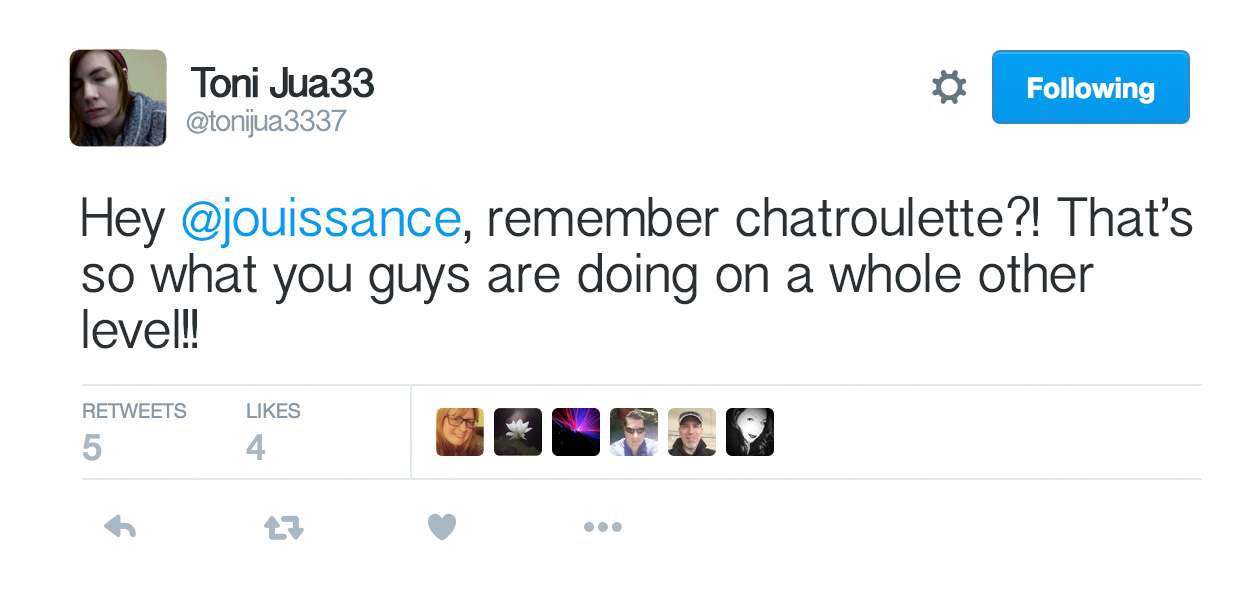 Toni Jua33
@tonijua3337
Following
Hey @jouissance, remember chatroulette?! That’s
so what you guys are doing on a whole other
level!!
RETWEETS
5
LIKES
4